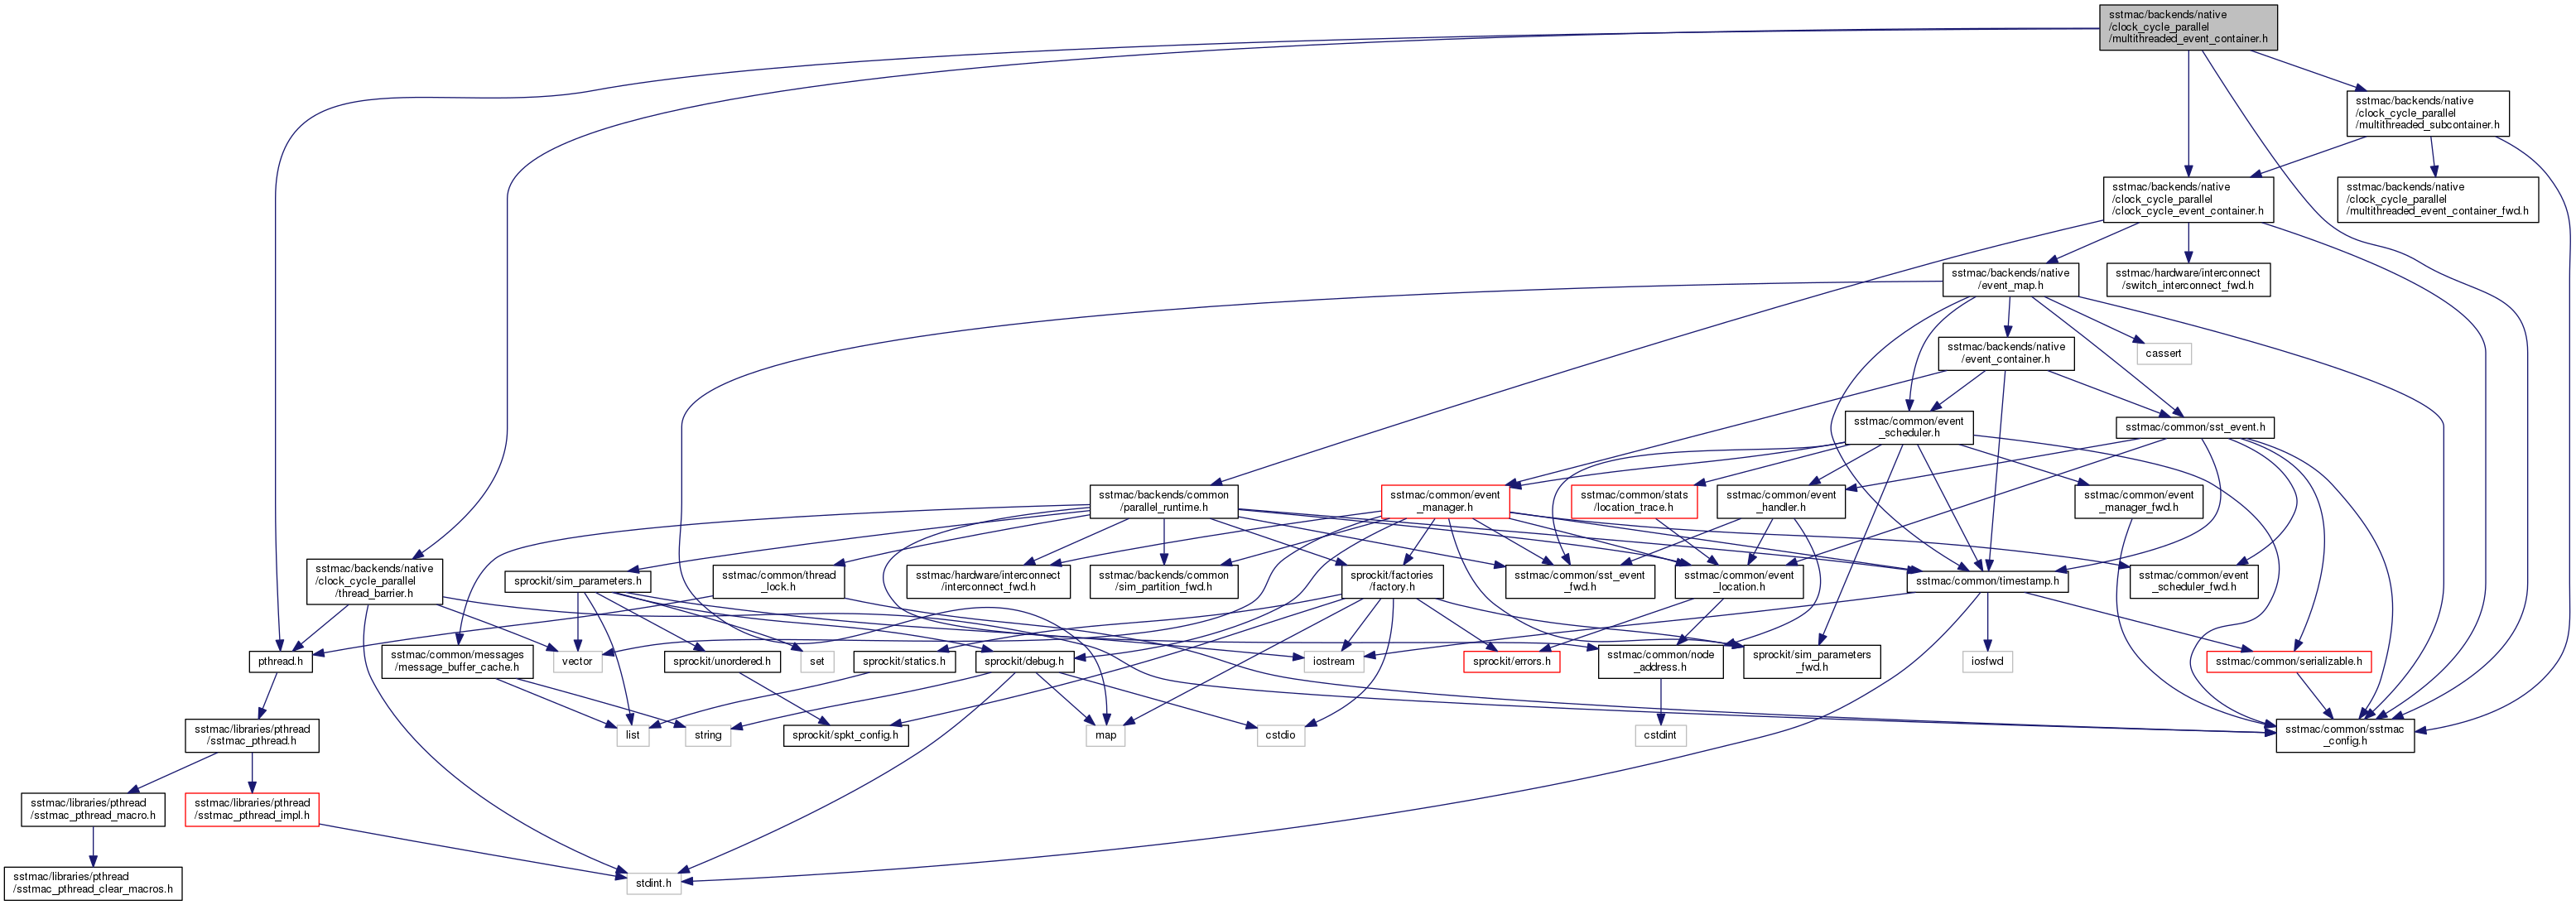 sstmac/backends/native
/clock_cycle_parallel
/multithreaded_event_container.h
sstmac/backends/native
/clock_cycle_parallel
/multithreaded_subcontainer.h
sstmac/backends/native
/clock_cycle_parallel
/clock_cycle_event_container.h
sstmac/backends/native
/clock_cycle_parallel
/multithreaded_event_container_fwd.h
sstmac/backends/native
/event_map.h
sstmac/hardware/interconnect
/switch_interconnect_fwd.h
sstmac/backends/native
/event_container.h
cassert
sstmac/common/event
_scheduler.h
sstmac/common/sst_event.h
sstmac/backends/common
/parallel_runtime.h
sstmac/common/event
_manager.h
sstmac/common/stats
/location_trace.h
sstmac/common/event
_handler.h
sstmac/common/event
_manager_fwd.h
sstmac/backends/native
/clock_cycle_parallel
/thread_barrier.h
sprockit/sim_parameters.h
sstmac/common/thread
_lock.h
sstmac/hardware/interconnect
/interconnect_fwd.h
sstmac/backends/common
/sim_partition_fwd.h
sprockit/factories
/factory.h
sstmac/common/sst_event
_fwd.h
sstmac/common/event
_location.h
sstmac/common/timestamp.h
sstmac/common/event
_scheduler_fwd.h
pthread.h
sstmac/common/messages
/message_buffer_cache.h
vector
sprockit/unordered.h
set
sprockit/statics.h
sprockit/debug.h
iostream
sprockit/errors.h
sstmac/common/node
_address.h
sprockit/sim_parameters
_fwd.h
iosfwd
sstmac/common/serializable.h
sstmac/libraries/pthread
/sstmac_pthread.h
list
string
sprockit/spkt_config.h
map
cstdio
cstdint
sstmac/common/sstmac
_config.h
sstmac/libraries/pthread
/sstmac_pthread_macro.h
sstmac/libraries/pthread
/sstmac_pthread_impl.h
sstmac/libraries/pthread
/sstmac_pthread_clear_macros.h
stdint.h